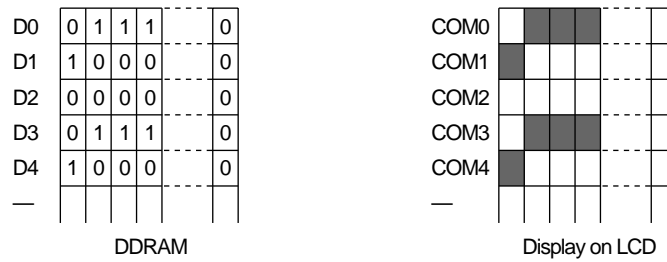 D0 0 1 1 1 0 COM0
D1 1 0 0 0 0 COM1
D2 0 0 0 0 0 COM2
D3 0 1 1 1 0 COM3
D4 1 0 0 0 0 COM4
— —
DDRAM Display on LCD